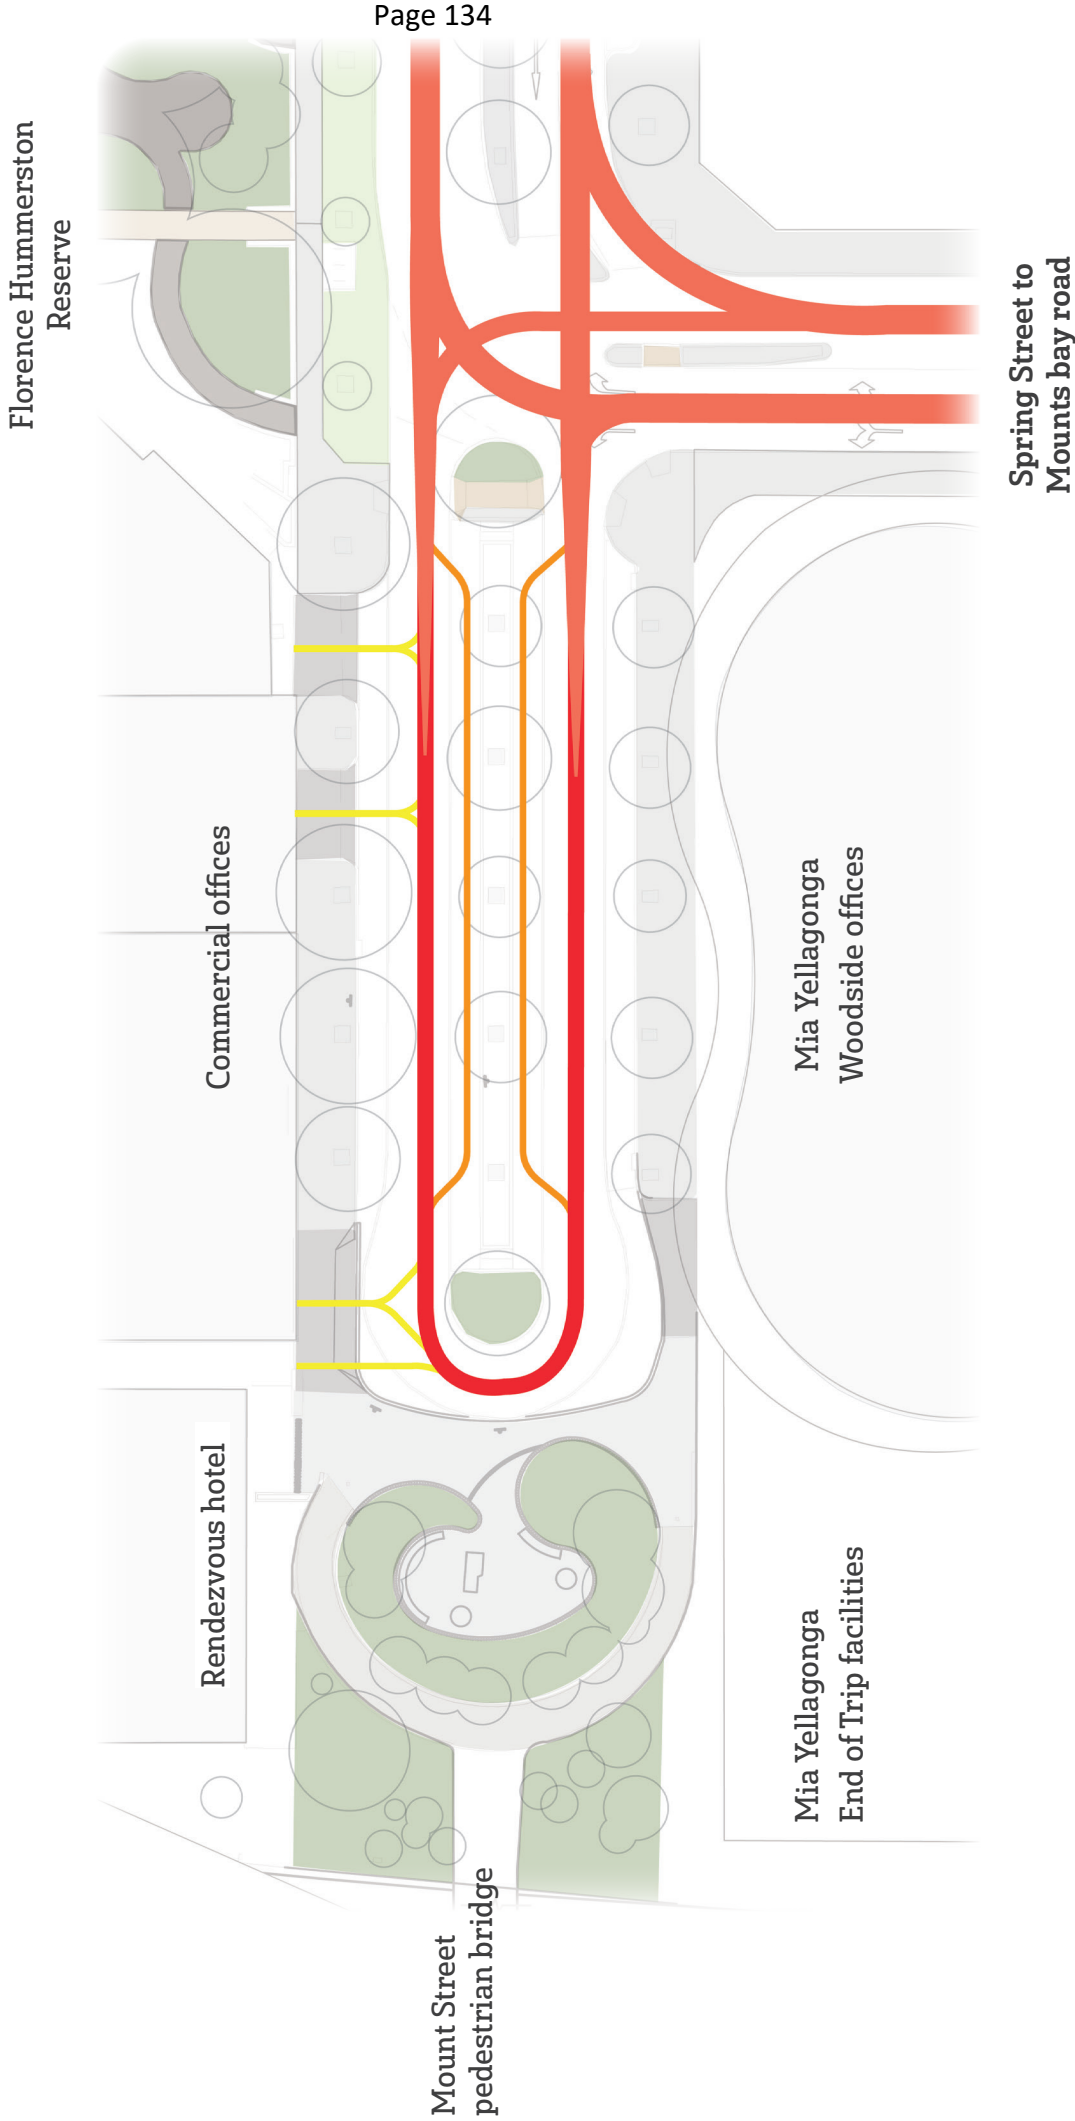 Page 134
Florence Hummerston
Reserve
Spring Street to
Mounts bay road
Commercial offices
Mia Yellagonga
Woodside offices
Rendezvous hotel
Mia Yellagonga
End of Trip facilities
Mount Street
pedestrian bridge